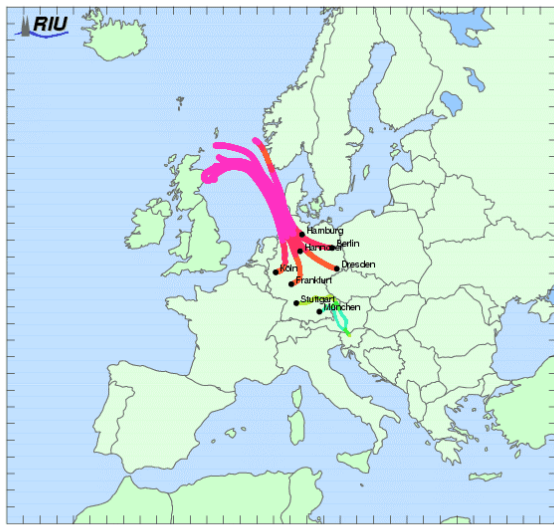 RIU
Hamburg
Berlin
Hannover
Dresden
Köln
Frankfurt
Stuttgart
München